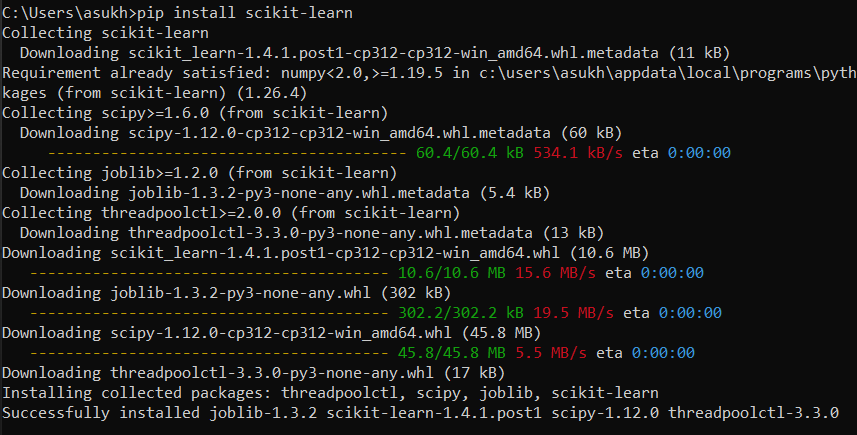 C:\Users\asukh>pip install scikit-learn
Collecting scikit-learn
  Downloading scikit_learn-1.4.1.post1-cp312-cp312-win_amd64.whl.metadata (11 kB)
Requirement already satisfied: numpy<2.0,>=1.19.5 in c:\users\asukh\appdata\local\programs\pyth
kages (from scikit-learn) (1.26.4)
Collecting scipy>=1.6.0 (from scikit-learn)
  Downloading scipy-1.12.0-cp312-cp312-win_amd64.whl.metadata (60 kB)
     ---------------------------------------- 60.4/60.4 kB 534.1 kB/s eta 0:00:00
Collecting joblib>=1.2.0 (from scikit-learn)
  Downloading joblib-1.3.2-py3-none-any.whl.metadata (5.4 kB)
Collecting threadpoolctl>=2.0.0 (from scikit-learn)
  Downloading threadpoolctl-3.3.0-py3-none-any.whl.metadata (13 kB)
Downloading scikit_learn-1.4.1.post1-cp312-cp312-win_amd64.whl (10.6 MB)
   ---------------------------------------- 10.6/10.6 MB 15.6 MB/s eta 0:00:00
Downloading joblib-1.3.2-py3-none-any.whl (302 kB)
   ---------------------------------------- 302.2/302.2 kB 19.5 MB/s eta 0:00:00
Downloading scipy-1.12.0-cp312-cp312-win_amd64.whl (45.8 MB)
   ---------------------------------------- 45.8/45.8 MB 5.5 MB/s eta 0:00:00
Downloading threadpoolctl-3.3.0-py3-none-any.whl (17 kB)
Installing collected packages: threadpoolctl, scipy, joblib, scikit-learn
Successfully installed joblib-1.3.2 scikit-learn-1.4.1.post1 scipy-1.12.0 threadpoolctl-3.3.0